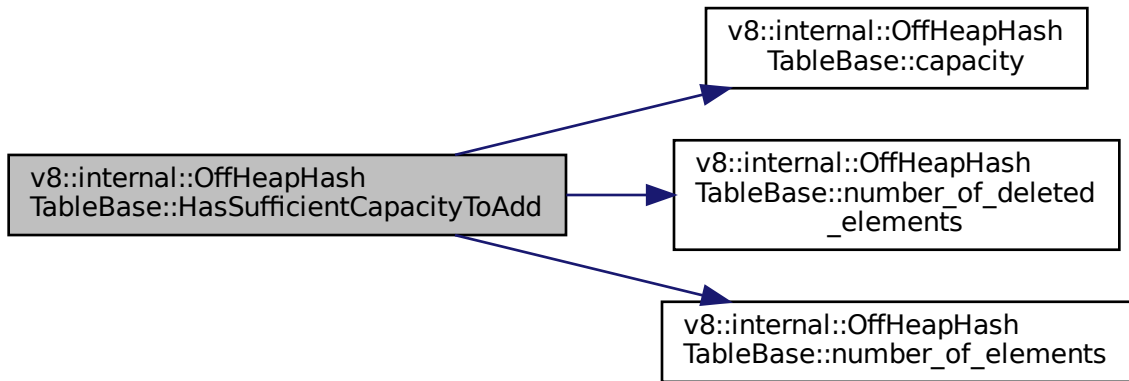 v8::internal::OffHeapHash
TableBase::HasSufficientCapacityToAdd
v8::internal::OffHeapHash
TableBase::capacity
v8::internal::OffHeapHash
TableBase::number_of_deleted
_elements
v8::internal::OffHeapHash
TableBase::number_of_elements